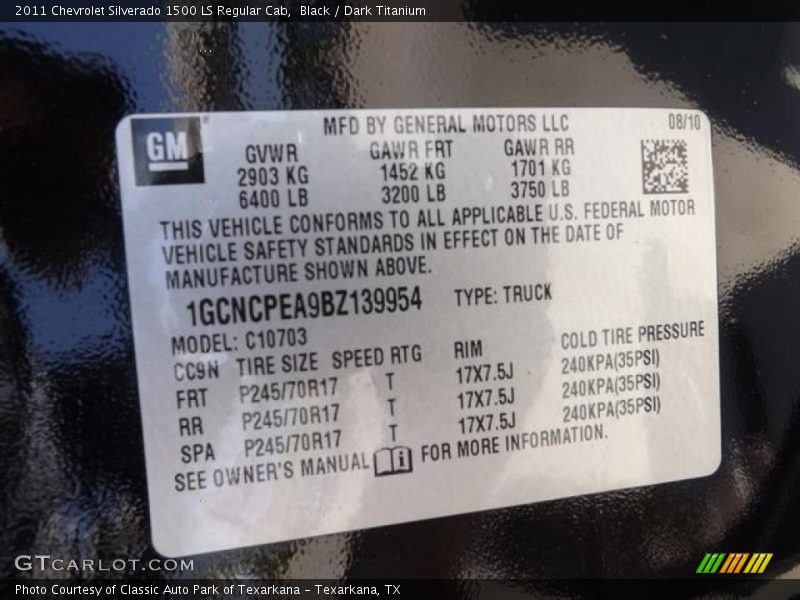 2011 Chevrolet Silverado 1500 LS Regular Cab, Black / Dark Titanium
GM
MFD BY GENERAL MOTORS LLC 08/10
GVWR GAWR FRT GAWR RR
2903 KG 1452 KG 1701 KG
6400 LB 3200 LB 3750 LB
THIS VEHICLE CONFORMS TO ALL APPLICABLE U.S. FEDERAL MOTOR
VEHICLE SAFETY STANDARDS IN EFFECT ON THE DATE OF
MANUFACTURE SHOWN ABOVE.
1GCNCPEA9BZ139954 TYPE: TRUCK
MODEL: C10703
CC9N TIRE SIZE SPEED RTG RIM COLD TIRE PRESSURE
FRT P245/70R17 T 17X7.5J 240KPA(35PSI)
RR P245/70R17 T 17X7.5J 240KPA(35PSI)
SPA P245/70R17 T 17X7.5J 240KPA(35PSI)
SEE OWNER'S MANUAL i FOR MORE INFORMATION.
GTCARLOT.COM
Photo Courtesy of Classic Auto Park of Texarkana – Texarkana, TX